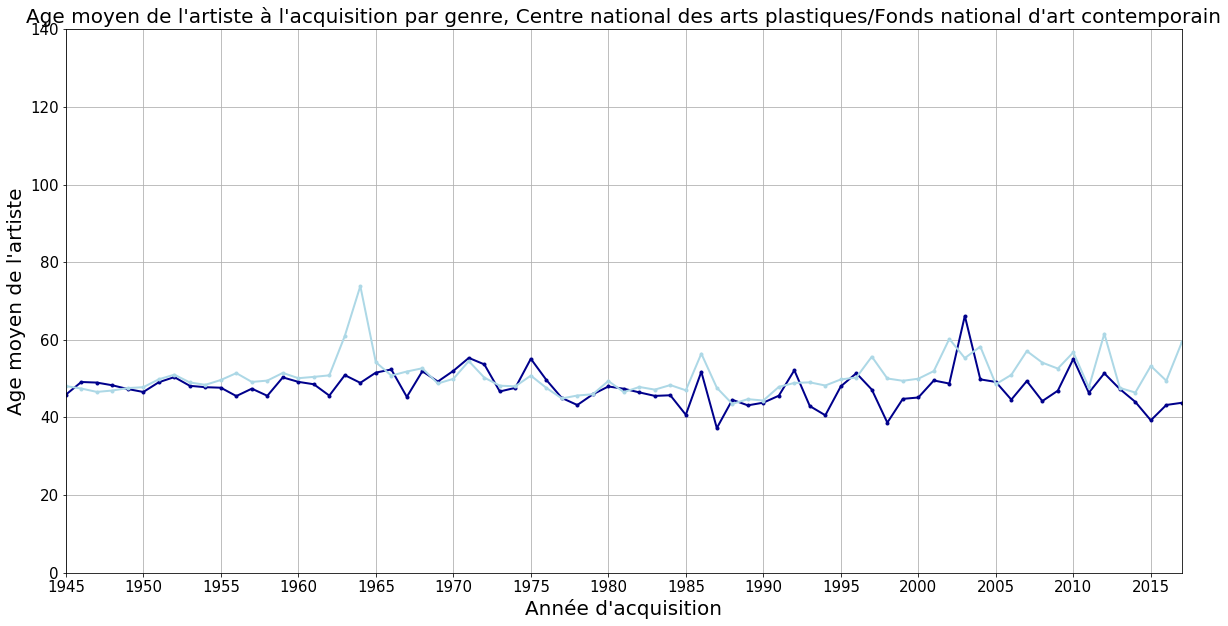 Age moyen de l'artiste à l'acquisition par genre, Centre national des arts plastiques/Fonds national d'art contemporain
140
120
100
80
60
40
20
0
Age moyen de l'artiste
1945 1950 1955 1960 1965 1970 1975 1980 1985 1990 1995 2000 2005 2010 2015
Année d'acquisition